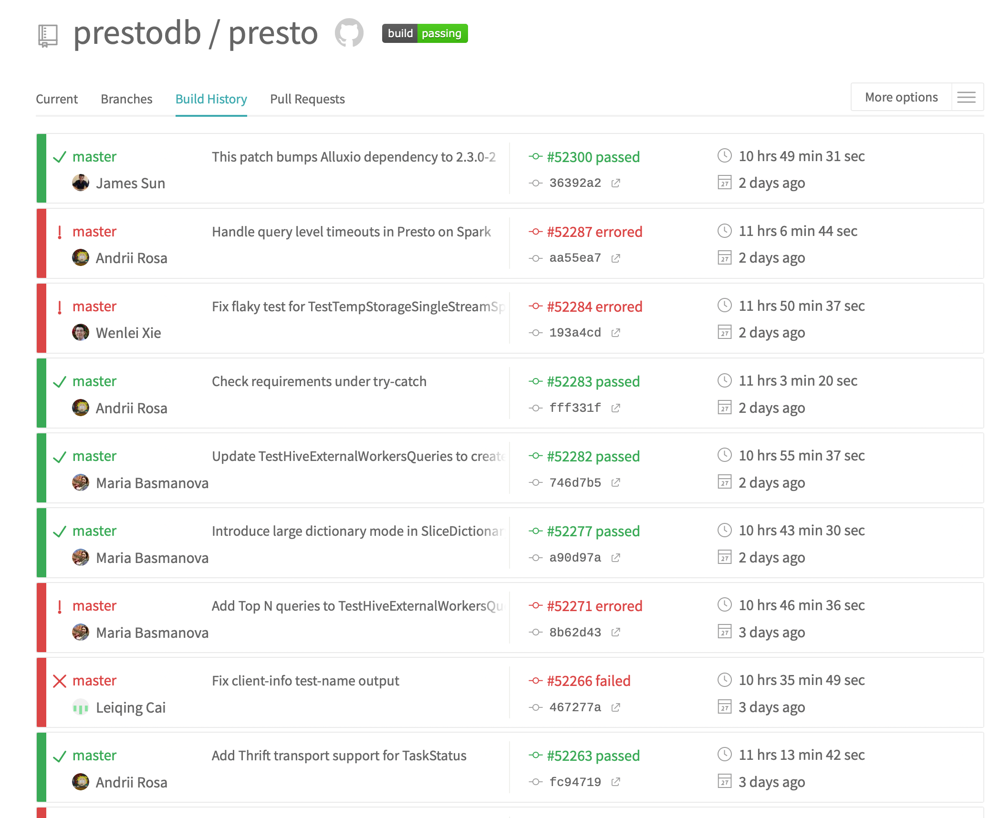 prestodb / presto build passing
Current Branches Build History Pull Requests More options
master This patch bumps Alluxio dependency to 2.3.0-2 #52300 passed 10 hrs 49 min 31 sec
James Sun 36392a2 27 2 days ago
master Handle query level timeouts in Presto on Spark #52287 errored 11 hrs 6 min 44 sec
Andrii Rosa aa55ea7 27 2 days ago
master Fix flaky test for TestTempStorageSingleStreamSp #52284 errored 11 hrs 50 min 37 sec
Wenlei Xie 193a4cd 27 2 days ago
master Check requirements under try-catch #52283 passed 11 hrs 3 min 20 sec
Andrii Rosa fff331f 27 2 days ago
master Update TestHiveExternalWorkersQueries to create #52282 passed 10 hrs 55 min 37 sec
Maria Basmanova 746d7b5 27 2 days ago
master Introduce large dictionary mode in SliceDictionar #52277 passed 10 hrs 43 min 30 sec
Maria Basmanova a90d97a 27 2 days ago
master Add Top N queries to TestHiveExternalWorkersQu #52271 errored 10 hrs 46 min 36 sec
Maria Basmanova 8b62d43 27 3 days ago
master Fix client-info test-name output #52266 failed 10 hrs 35 min 49 sec
Leiqing Cai 467277a 27 3 days ago
master Add Thrift transport support for TaskStatus #52263 passed 11 hrs 13 min 42 sec
Andrii Rosa fc94719 27 3 days ago